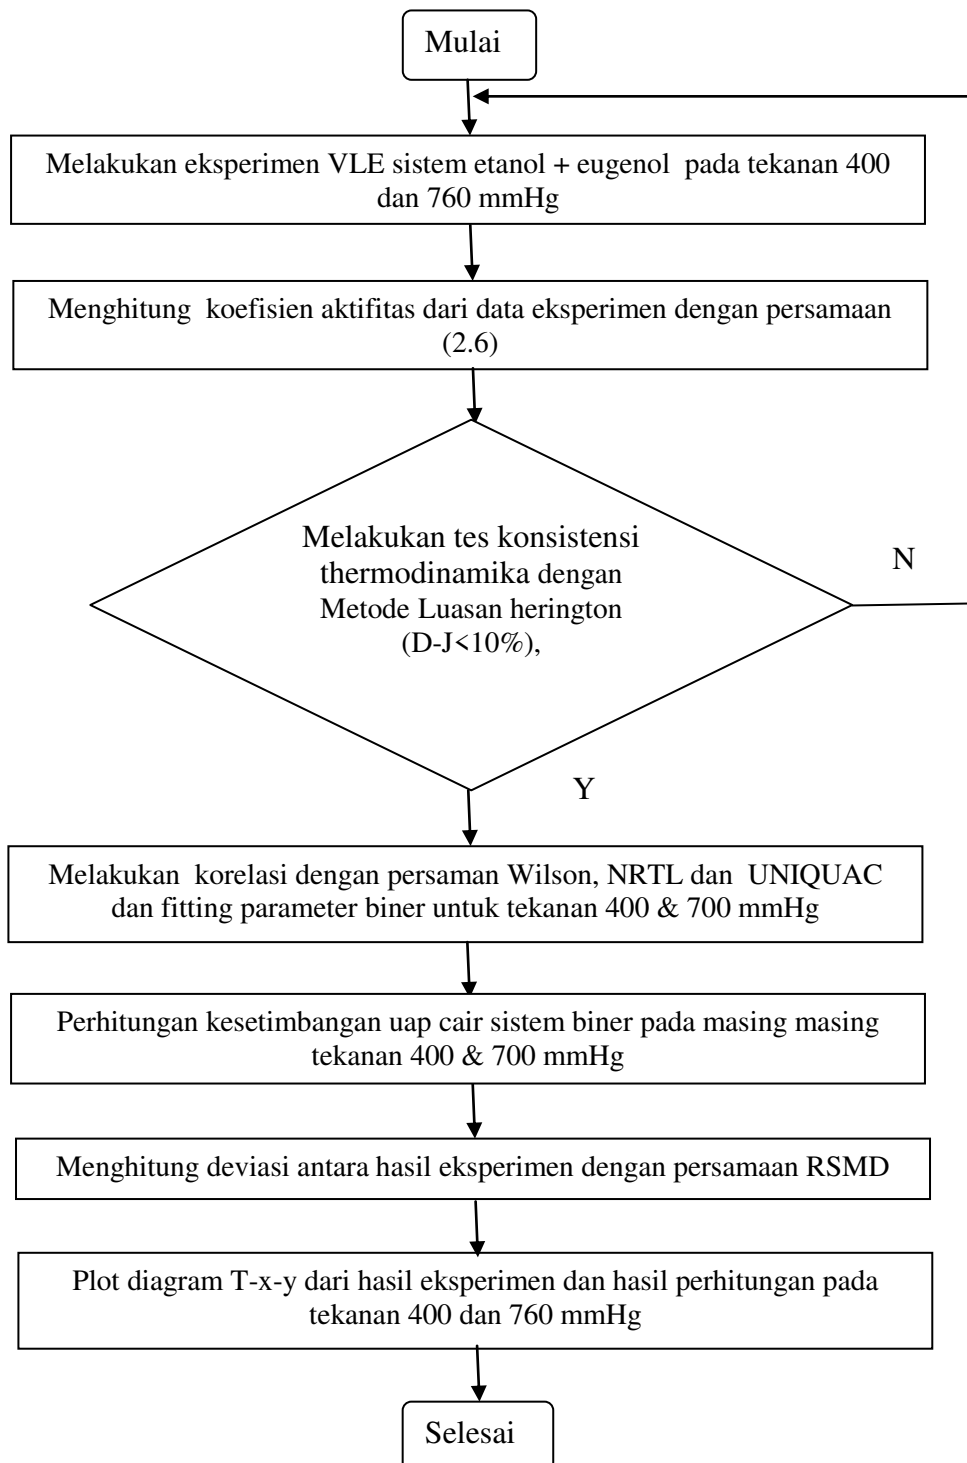 Mulai
Melakukan eksperimen VLE sistem etanol + eugenol pada tekanan 400
dan 760 mmHg
Menghitung koefisien aktifitas dari data eksperimen dengan persamaan
(2.6)
Melakukan tes konsistensi
thermodinamika dengan
Metode Luasan herington
(D-J<10%),
N
Y
Melakukan korelasi dengan persaman Wilson, NRTL dan UNIQUAC
dan fitting parameter biner untuk tekanan 400 & 700 mmHg
Perhitungan kesetimbangan uap cair sistem biner pada masing masing
tekanan 400 & 700 mmHg
Menghitung deviasi antara hasil eksperimen dengan persamaan RSMD
Plot diagram T-x-y dari hasil eksperimen dan hasil perhitungan pada
tekanan 400 dan 760 mmHg
Selesai